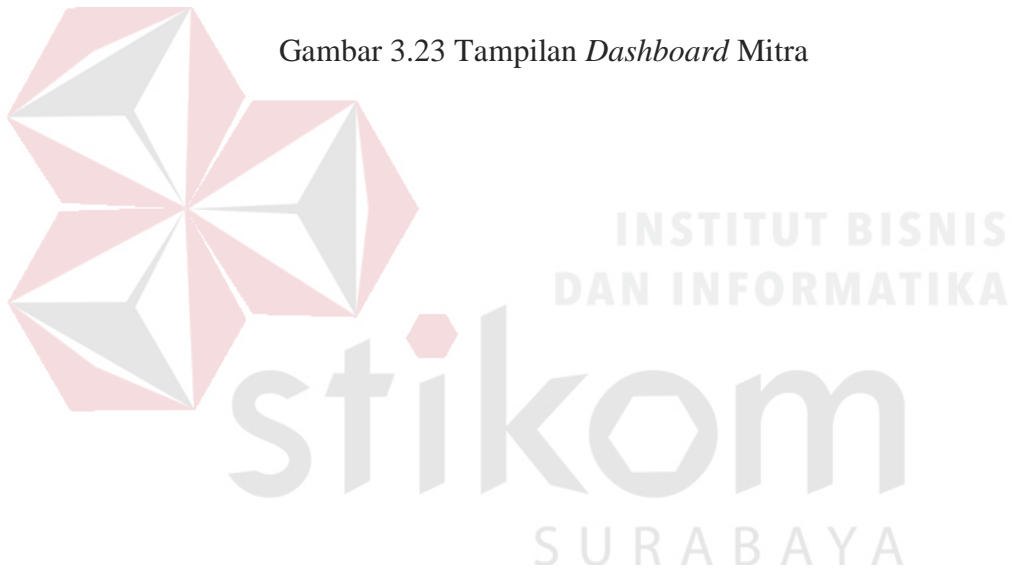 Gambar 3.23 Tampilan Dashboard Mitra
INSTITUT BISNIS
DAN INFORMATIKA
stikom
SURABAYA